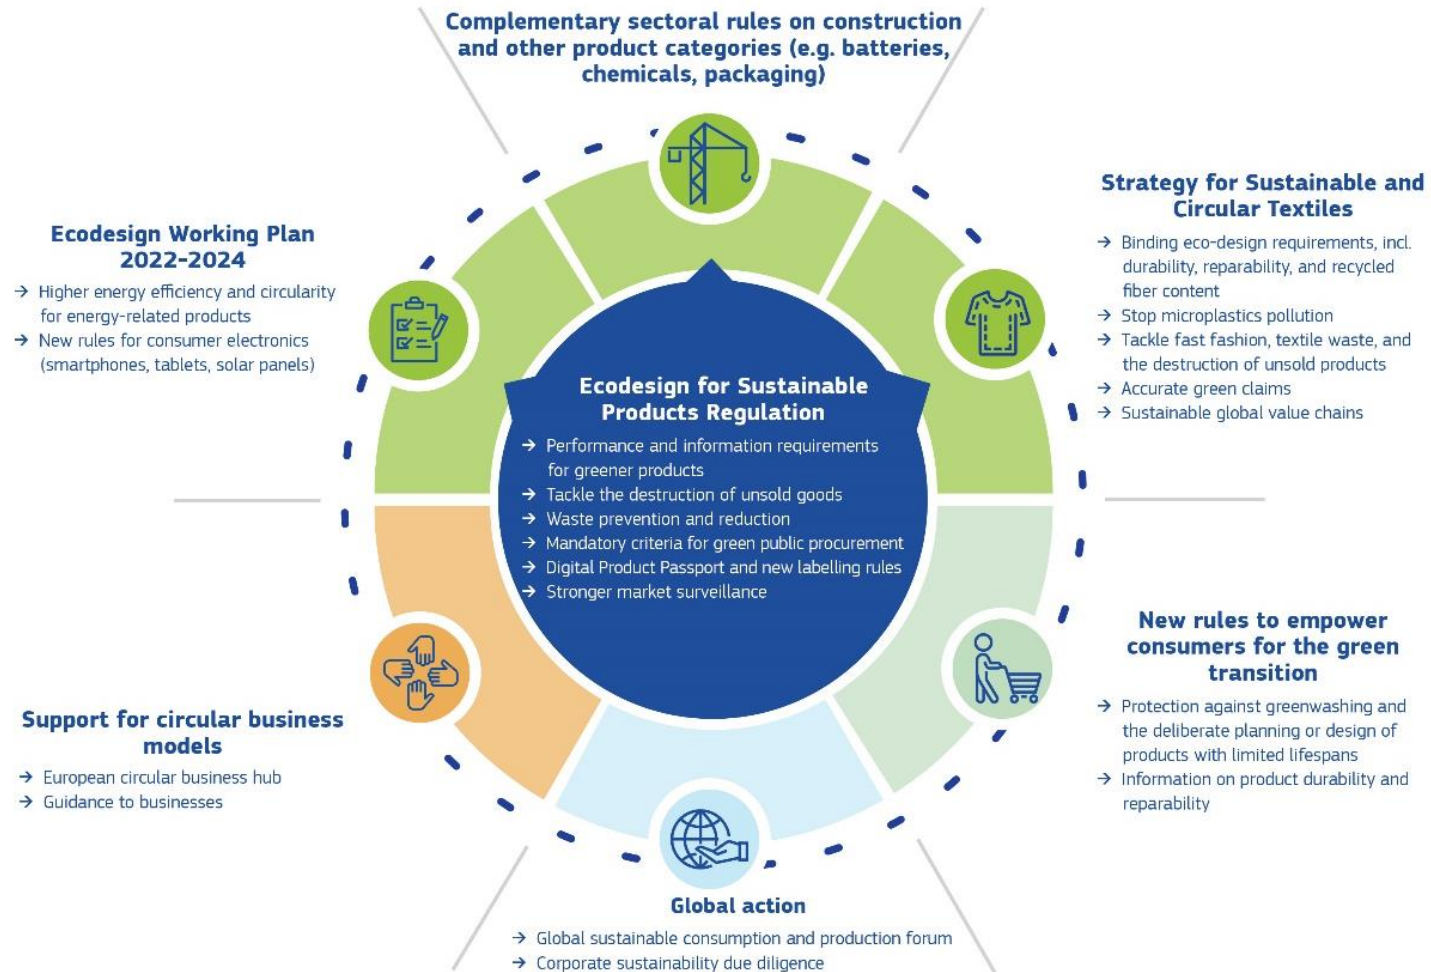 Complementary sectoral rules on construction
and other product categories (e.g. batteries,
chemicals, packaging)
Ecodesign Working Plan
2022-2024
→ Higher energy efficiency and circularity
for energy-related products
→ New rules for consumer electronics
(smartphones, tablets, solar panels)
Strategy for Sustainable and
Circular Textiles
→ Binding eco-design requirements, incl.
durability, reparability, and recycled
fiber content
→ Stop microplastics pollution
→ Tackle fast fashion, textile waste, and
the destruction of unsold products
→ Accurate green claims
→ Sustainable global value chains
Ecodesign for Sustainable
Products Regulation
→ Performance and information requirements
for greener products
→ Tackle the destruction of unsold goods
→ Waste prevention and reduction
→ Mandatory criteria for green public procurement
→ Digital Product Passport and new labelling rules
→ Stronger market surveillance
Support for circular business
models
→ European circular business hub
→ Guidance to businesses
New rules to empower
consumers for the green
transition
→ Protection against greenwashing and
the deliberate planning or design of
products with limited lifespans
→ Information on product durability and
reparability
Global action
→ Global sustainable consumption and production forum
→ Corporate sustainability due diligence